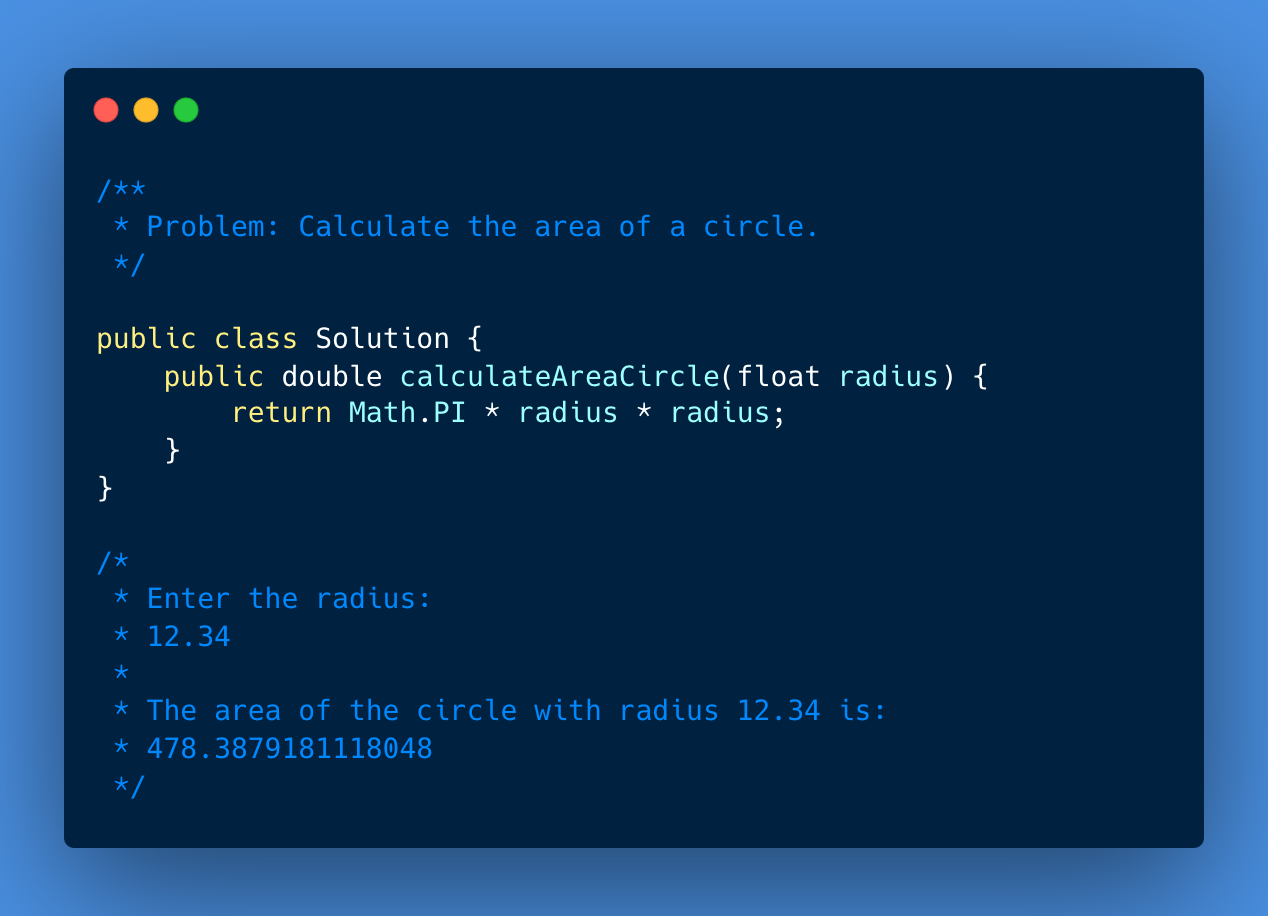 /**
 * Problem: Calculate the area of a circle.
 */

public class Solution {
    public double calculateAreaCircle(float radius) {
        return Math.PI * radius * radius;
    }
}

/*
 * Enter the radius:
 * 12.34
 *
 * The area of the circle with radius 12.34 is:
 * 478.3879181118048
 */